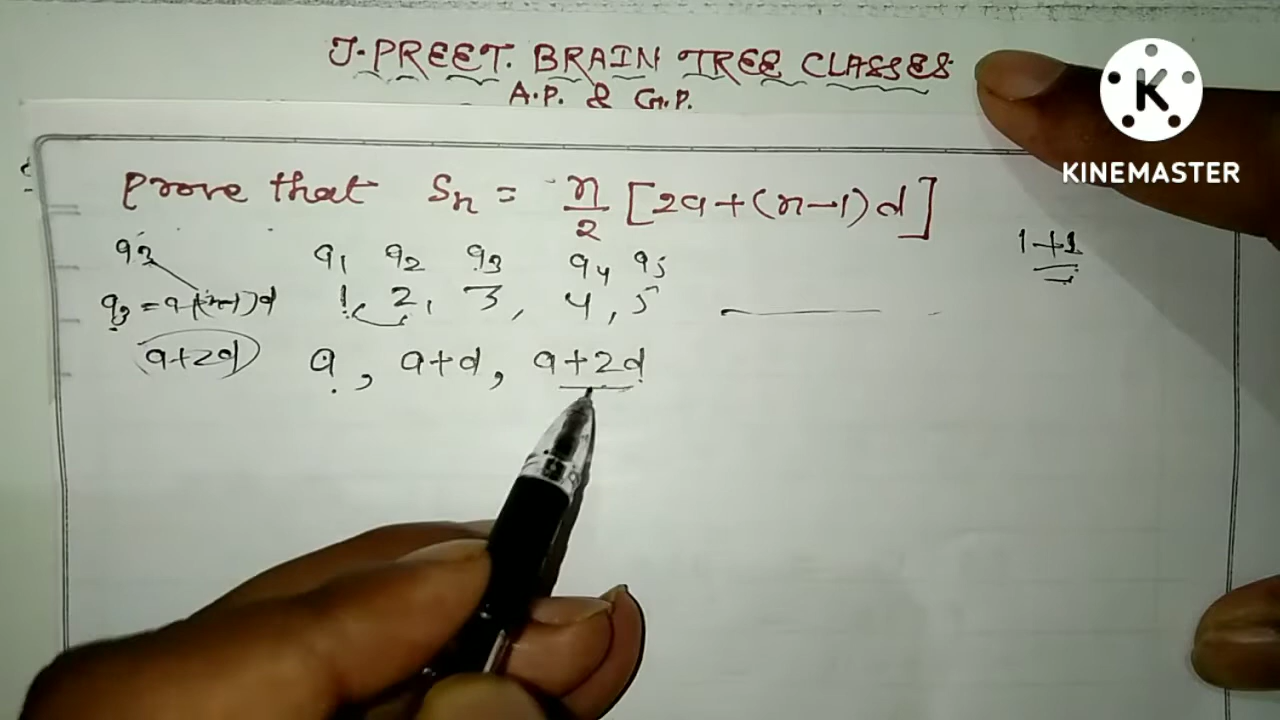 J. PREET. BRAIN TREE CLASSES
A.P. & G.P.
K
KINEMASTER
Prove that Sn = n/2 [2a+(n-1)d]
1+1
a3 a1 a2 a3 a4 a5
a3 = a+(n-1)d 1, 2, 3, 4, 5
a+2d a, a+d, a+2d